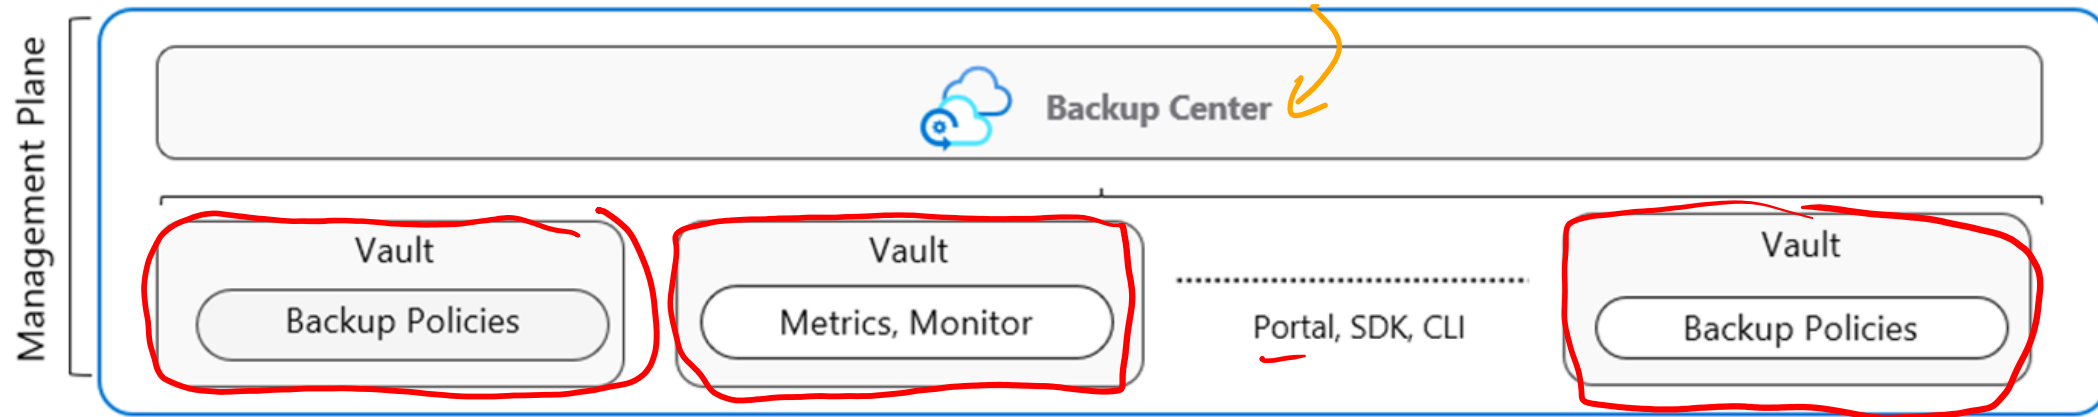 Management Plane
Backup Center
Vault
Backup Policies
Vault
Metrics, Monitor
Portal, SDK, CLI
Vault
Backup Policies